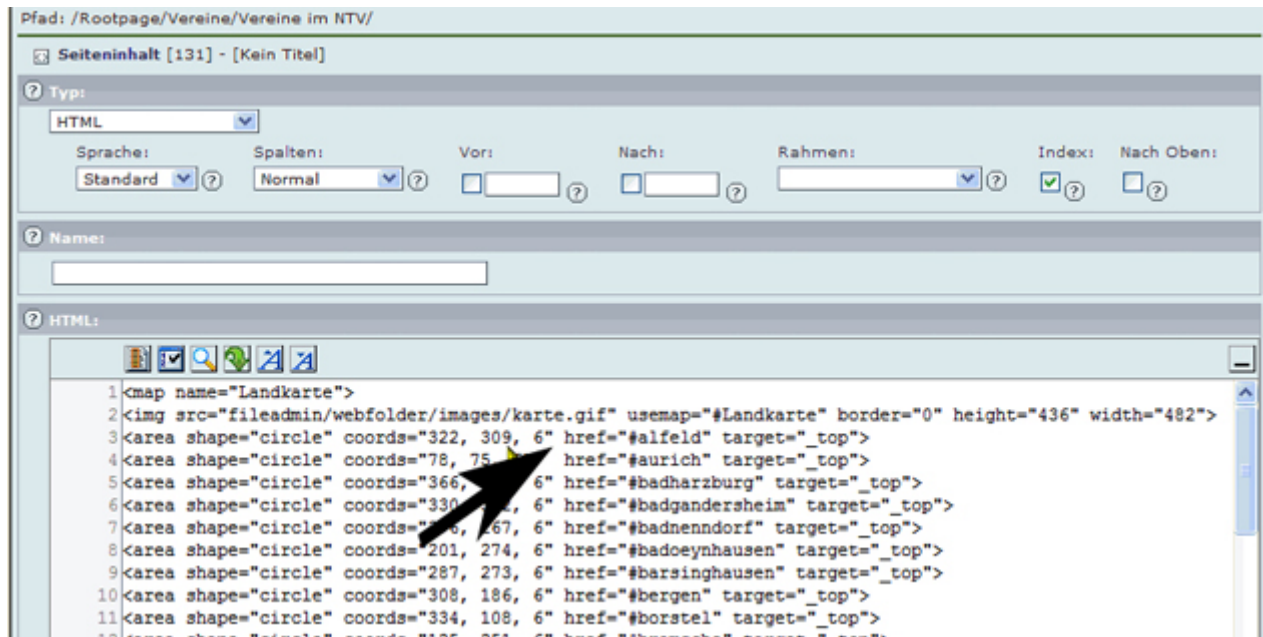 Pfad: /Rootpage/Vereine/Vereine im NTV/
Seiteninhalt [131] - [Kein Titel]
Typ:
HTML
Sprache: Spalten: Vor: Nach: Rahmen: Index: Nach Oben:
Standard Normal
Name:
HTML:
1 <map name="Landkarte">
2 <img src="fileadmin/webfolder/images/karte.gif" usemap="#Landkarte" border="0" height="436" width="482">
3 <area shape="circle" coords="322, 309, 6" href="#alfeld" target="_top">
4 <area shape="circle" coords="78, 75, href="#aurich" target="_top">
5 <area shape="circle" coords="366, 6" href="#badharzburg" target="_top">
6 <area shape="circle" coords="330, 6" href="#badgandersheim" target="_top">
7 <area shape="circle" coords=" 267, 6" href="#badnenndorf" target="_top">
8 <area shape="circle" coords="201, 274, 6" href="#badoeynhausen" target="_top">
9 <area shape="circle" coords="287, 273, 6" href="#barsinghausen" target="_top">
10 <area shape="circle" coords="308, 186, 6" href="#bergen" target="_top">
11 <area shape="circle" coords="334, 108, 6" href="#borstel" target="_top">